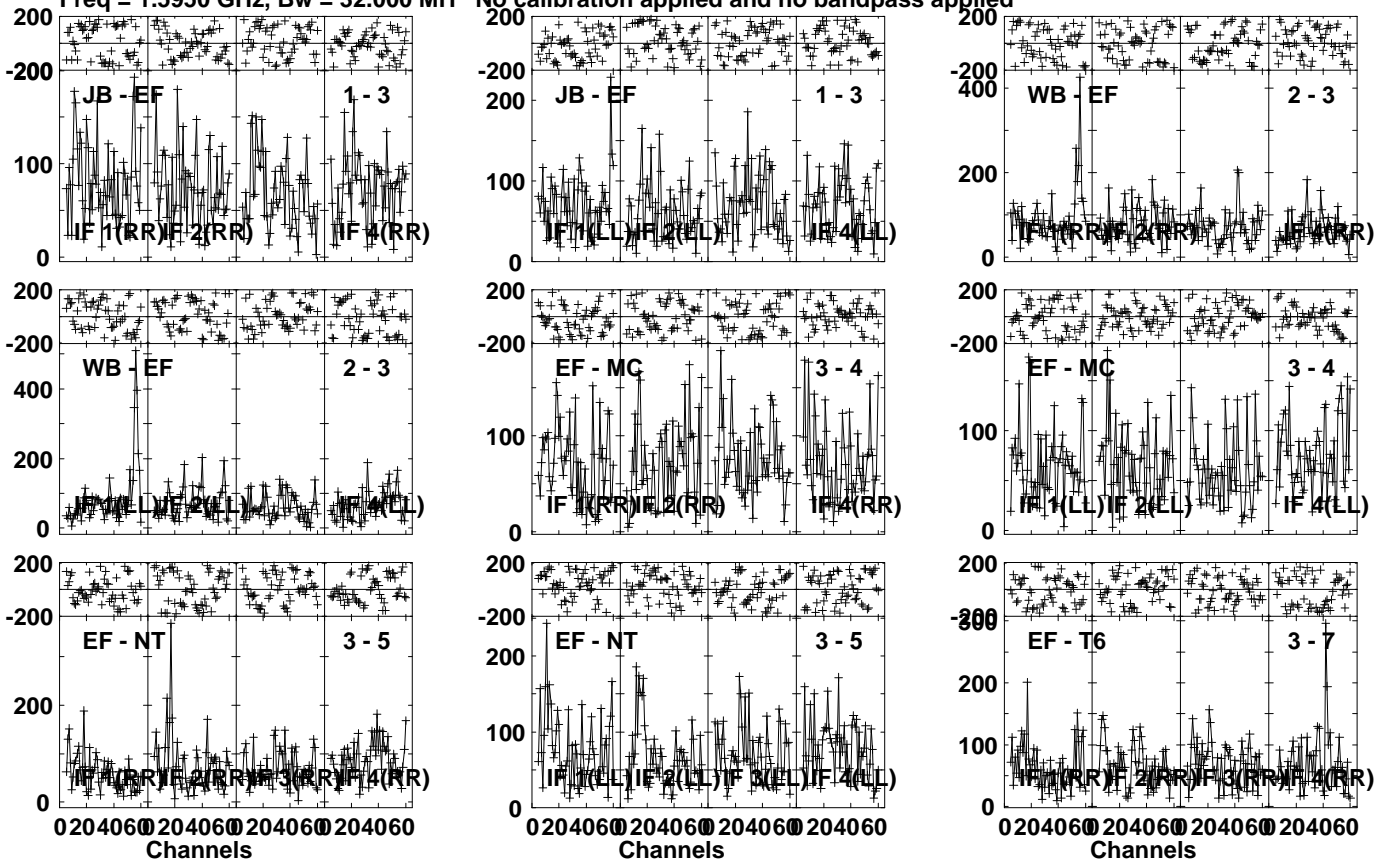 Freq = 1.5950 GHz, Bw = 32.000 MH No calibration applied and no bandpass applied
200
-200
200
100
0
JB - EF
1 - 3
IF 1(RR)
IF 2(RR)
IF 4(RR)
200
-200
200
100
0
JB - EF
1 - 3
IF 1(LL)
IF 2(LL)
IF 4(LL)
200
-200
400
200
0
WB - EF
2 - 3
IF 1(RR)
IF 2(RR)
IF 4(RR)
200
-200
400
200
0
WB - EF
2 - 3
IF 1(LL)
IF 2(LL)
IF 4(LL)
200
-200
100
0
EF - MC
3 - 4
IF 1(RR)
IF 2(RR)
IF 4(RR)
200
-200
100
0
EF - MC
3 - 4
IF 1(LL)
IF 2(LL)
IF 4(LL)
200
-200
200
0
EF - NT
3 - 5
IF 1(RR)
IF 2(RR)
IF 3(RR)
IF 4(RR)
0 20 40 60 0 20 40 60 0 20 40 60 0 20 40 60
Channels
200
-200
200
100
0
EF - NT
3 - 5
IF 1(LL)
IF 2(LL)
IF 3(LL)
IF 4(LL)
0 20 40 60 0 20 40 60 0 20 40 60 0 20 40 60
Channels
200
-200
300
200
100
0
EF - T6
3 - 7
IF 1(RR)
IF 2(RR)
IF 3(RR)
IF 4(RR)
0 20 40 60 0 20 40 60 0 20 40 60 0 20 40 60
Channels